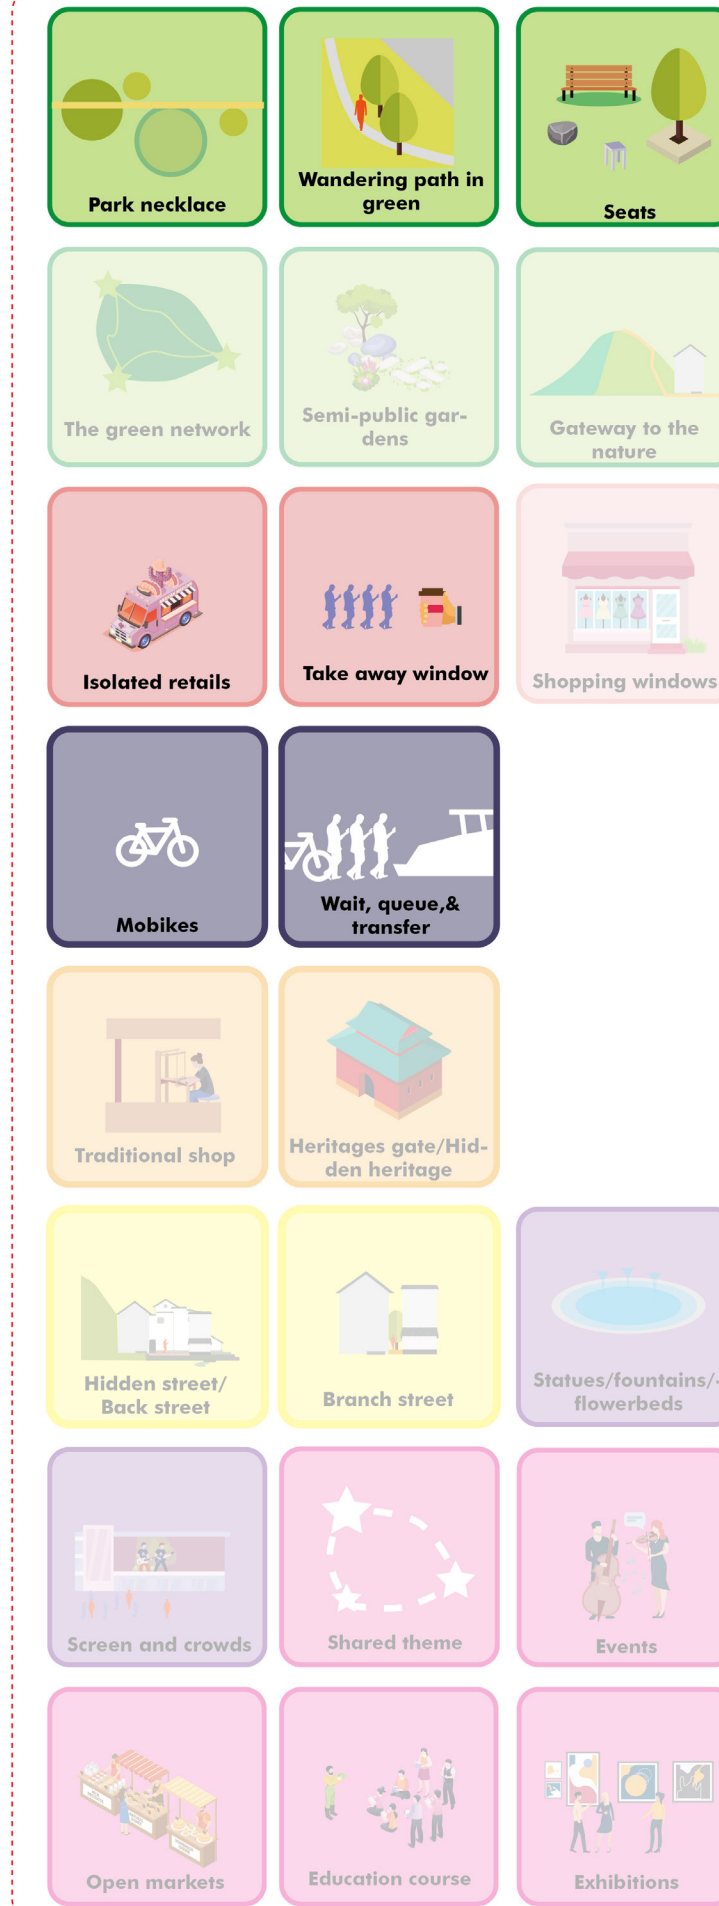 Park necklace
Wandering path in
green
Seats
The green network
Semi-public gar-
dens
Gateway to the
nature
Isolated retails
Take away window
Shopping windows
Mobikes
Wait, queue,&
transfer
Traditional shop
Heritages gate/Hid-
den heritage
Hidden street/
Back street
Branch street
Statues/fountains/-
flowerbeds
Screen and crowds
Shared theme
Events
Open markets
Education course
Exhibitions